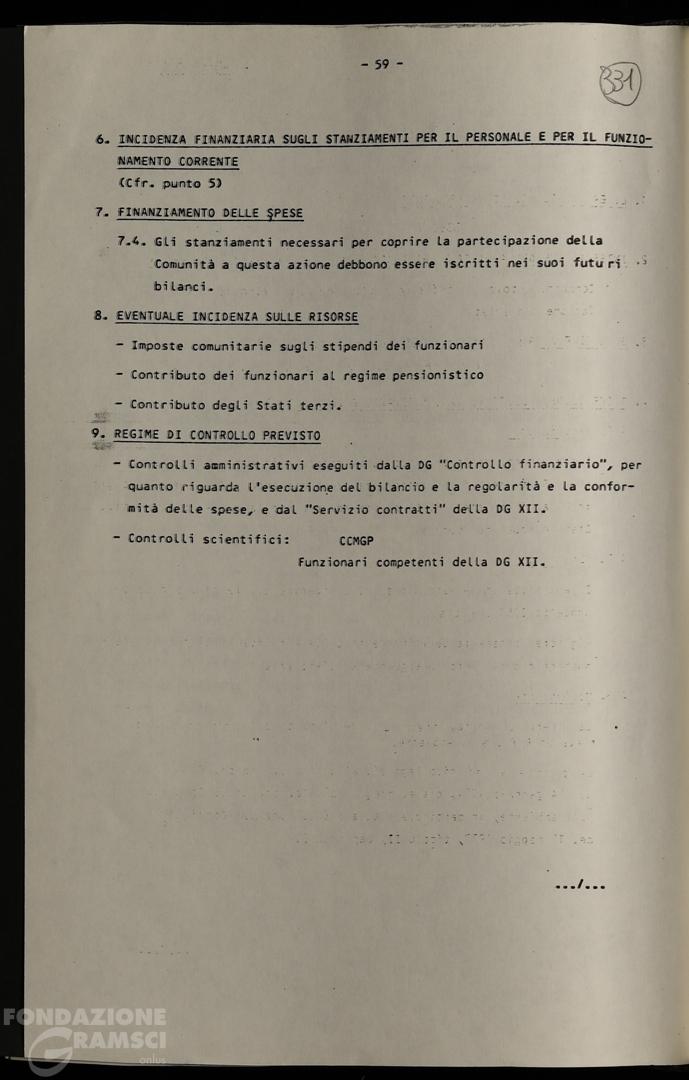 - 59 -
331
6. INCIDENZA FINANZIARIA SUGLI STANZIAMENTI PER IL PERSONALE E PER IL FUNZIO-
NAMENTO CORRENTE
(Cfr. punto 5)
7. FINANZIAMENTO DELLE SPESE
7.4. Gli stanziamenti necessari per coprire la partecipazione della
Comunità a questa azione debbono essere iscritti nei suoi futuri
bilanci.
8. EVENTUALE INCIDENZA SULLE RISORSE
- Imposte comunitarie sugli stipendi dei funzionari
- Contributo dei funzionari al regime pensionistico
- Contributo degli Stati terzi.
9. REGIME DI CONTROLLO PREVISTO
- Controlli amministrativi eseguiti dalla DG "Controllo finanziario", per
quanto riguarda l'esecuzione del bilancio e la regolarità e la confor-
mità delle spese, e dal "Servizio contratti" della DG XII.
- Controlli scientifici: CCMGP
Funzionari competenti della DG XII.
.../...
FONDAZIONE
GRAMSCI
onlus